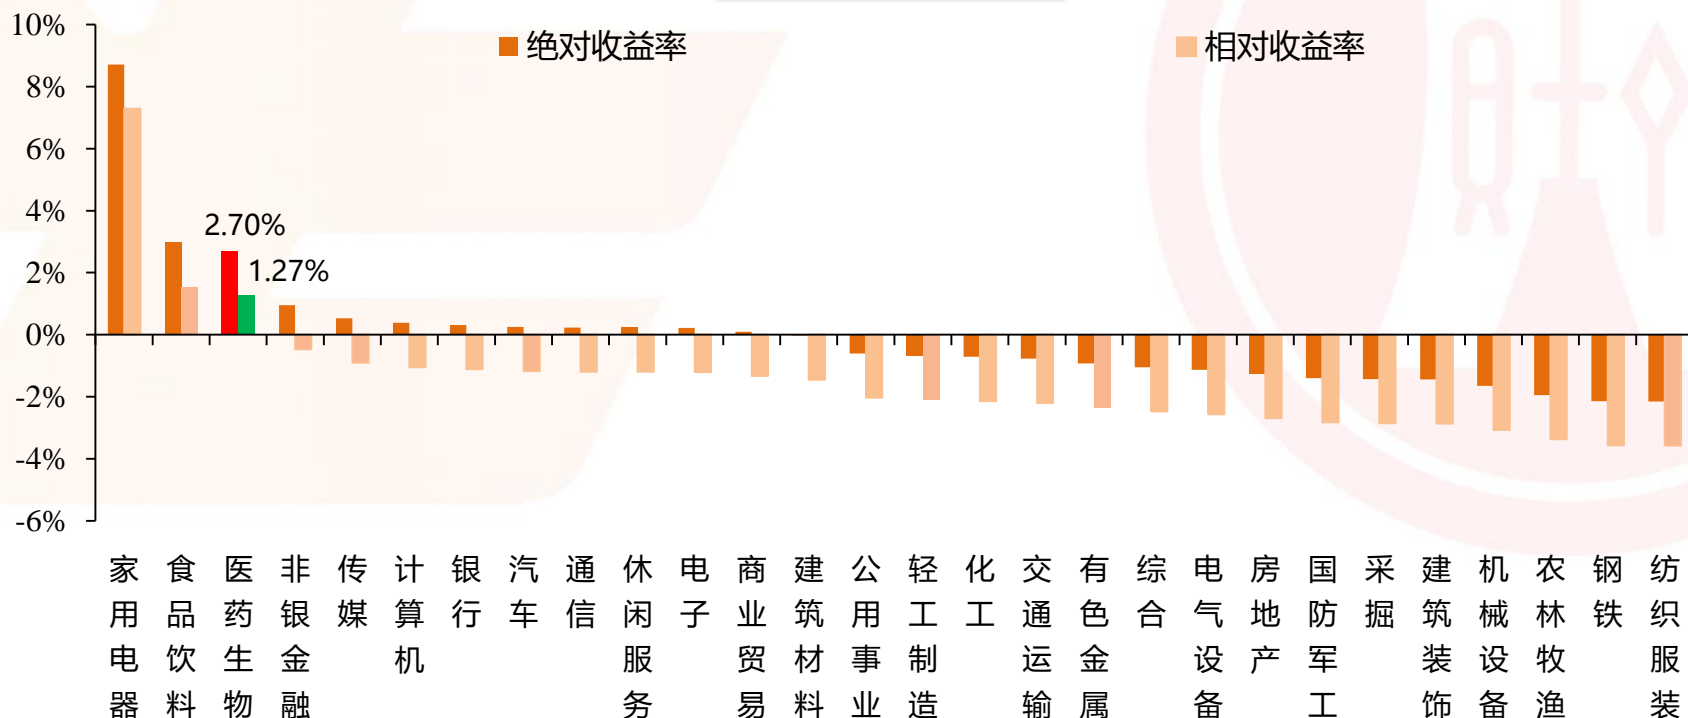 绝对收益率
相对收益率
10%
8%
6%
4%
2%
0%
-2%
-4%
-6%
2.70%
1.27%
家用电器
食品饮料
医药生物
非银金融
传媒
计算机
银行
汽车
通信
休闲服务
电子
商业贸易
建筑材料
公用事业
轻工制造
化工
交通运输
有色金属
综合
电气设备
房地产
国防军工
采掘
建筑装饰
机械设备
农林牧渔
钢铁
纺织服装